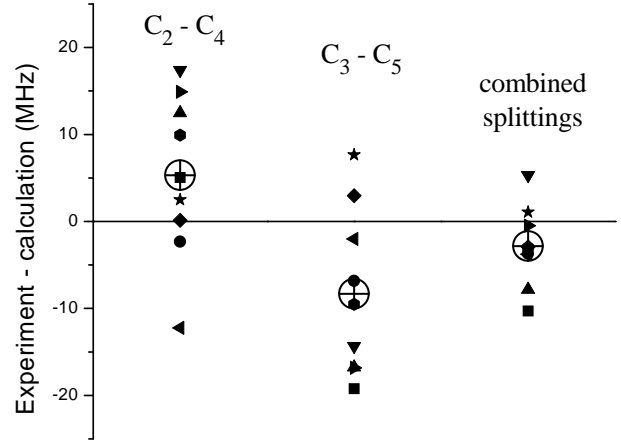 C2 - C4
C3 - C5
combined
splittings
Experiment - calculation (MHz)
20
10
0
-10
-20